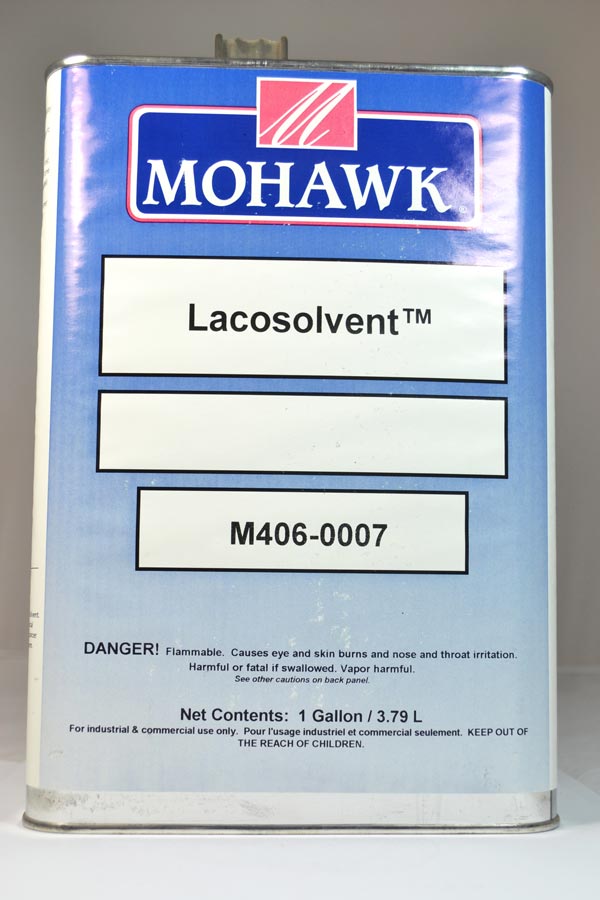 M
MOHAWK®
Lacosolvent™
M406-0007
DANGER! Flammable. Causes eye and skin burns and nose and throat irritation.
Harmful or fatal if swallowed. Vapor harmful.
See other cautions on back panel.
Net Contents: 1 Gallon / 3.79 L
For industrial & commercial use only. Pour l'usage industriel et commercial seulement. KEEP OUT OF
THE REACH OF CHILDREN.